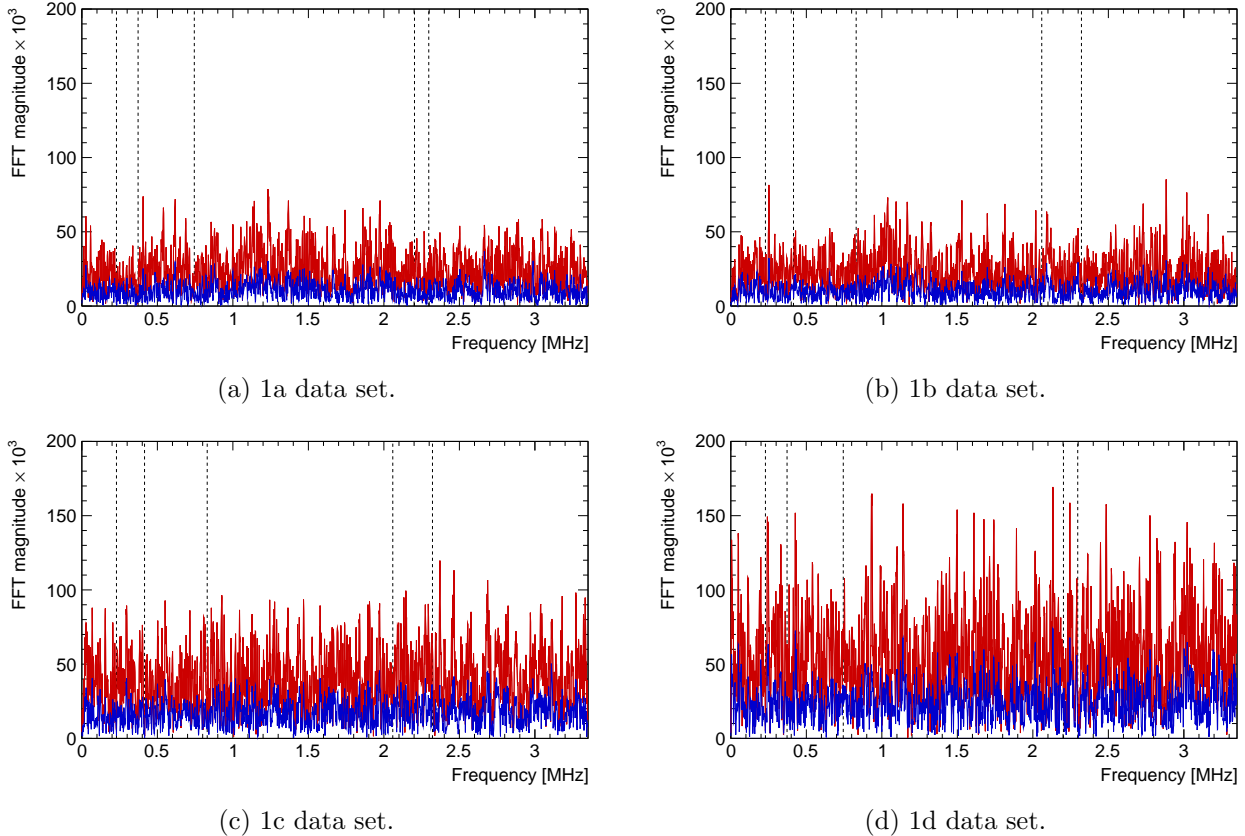 FFT magnitude × 10³
200
150
100
50
0
0 0.5 1 1.5 2 2.5 3
Frequency [MHz]
(a) 1a data set.
FFT magnitude × 10³
200
150
100
50
0
0 0.5 1 1.5 2 2.5 3
Frequency [MHz]
(b) 1b data set.
FFT magnitude × 10³
200
150
100
50
0
0 0.5 1 1.5 2 2.5 3
Frequency [MHz]
(c) 1c data set.
FFT magnitude × 10³
200
150
100
50
0
0 0.5 1 1.5 2 2.5 3
Frequency [MHz]
(d) 1d data set.